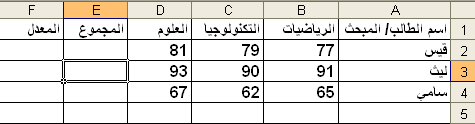 A B C D E F
1 اسم الطالب/ المبحث الرياضيات التكنولوجيا العلوم المجموع المعدل
2 قيس 77 79 81
3 ليث 91 90 93
4 سامي 65 62 67
5